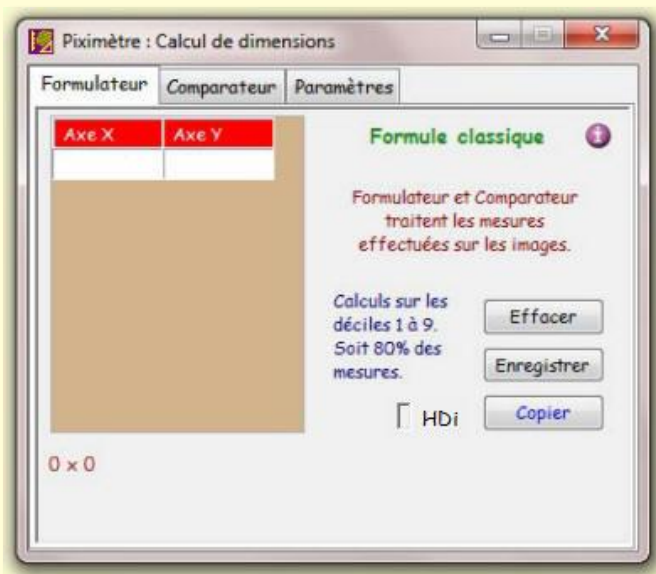 Piximètre : Calcul de dimensions
Formulateur Comparateur Paramètres
Axe X Axe Y
Formule classique
Formulateur et Comparateur
traitent les mesures
effectuées sur les images.
Calculs sur les
déciles 1 à 9.
Soit 80% des
mesures.
Effacer
Enregistrer
HDi
Copier
0 x 0